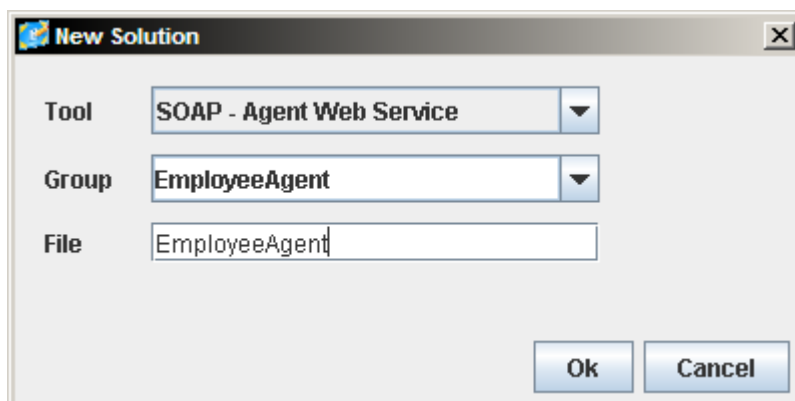 New Solution
Tool SOAP - Agent Web Service
Group EmployeeAgent
File EmployeeAgent
Ok Cancel